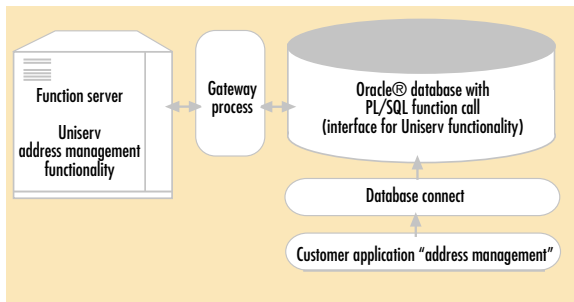 Function server
Uniserv
address management
functionality
Gateway
process
Oracle® database with
PL/SQL function call
(interface for Uniserv functionality)
Database connect
Customer application “address management”